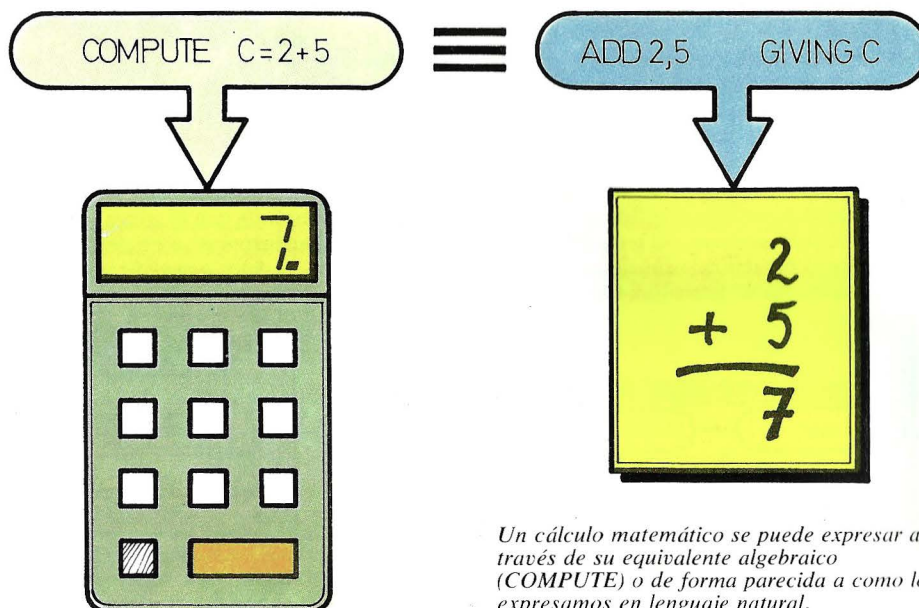 COMPUTE C=2+5
ADD 2,5 GIVING C
7.
2
+ 5
7
Un cálculo matemático se puede expresar a
través de su equivalente algebraico
(COMPUTE) o de forma parecida a como lo
expresamos en lenguaje natural.